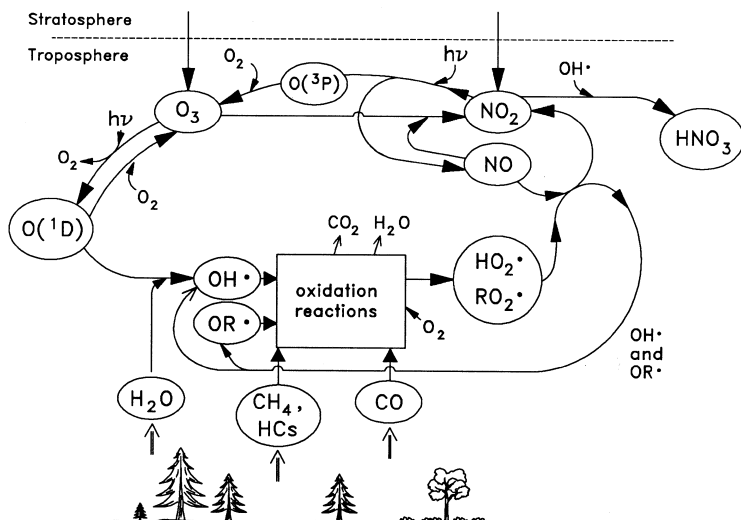 Stratosphere
Troposphere
O₂
O(³P)
hν
OH•
O₃
NO₂
HNO₃
hν
O₂
O₂
NO
O(¹D)
CO₂
H₂O
OH•
oxidation
reactions
HO₂•
RO₂•
OR•
O₂
OH•
and
OR•
H₂O
CH₄,
HCs
CO